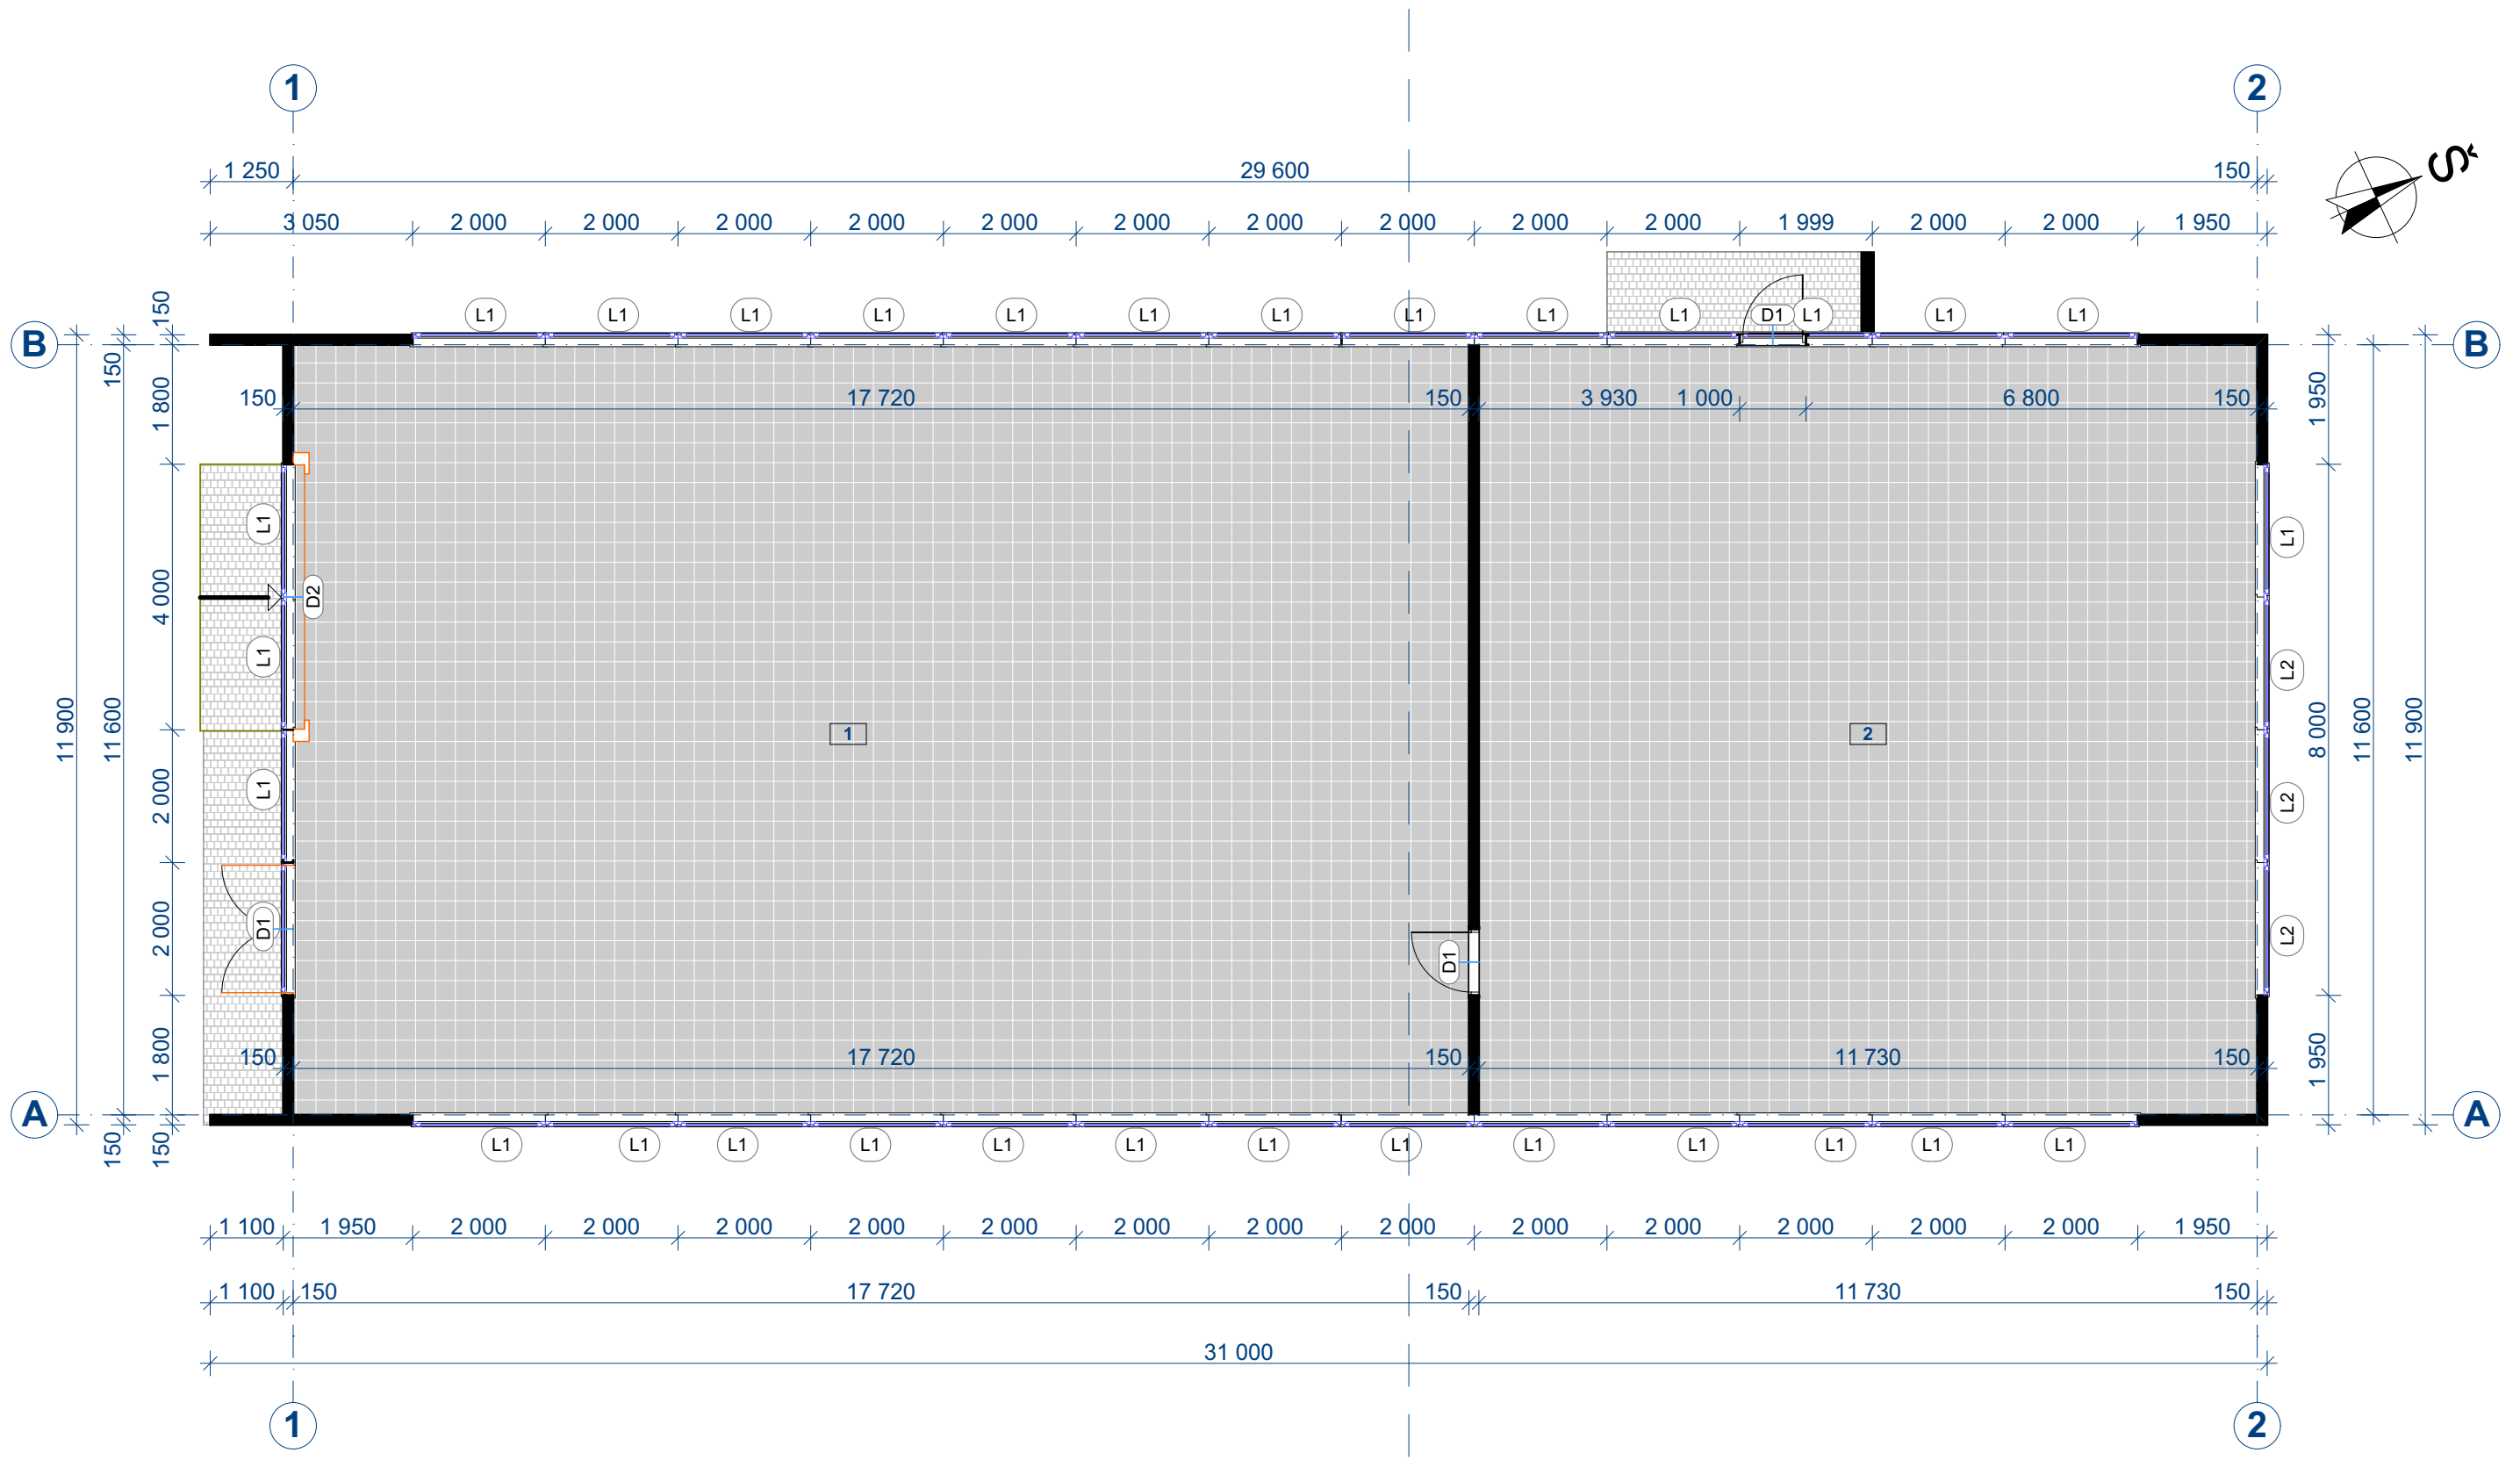 1
2
1 250
29 600
150
Š
3 050
2 000
2 000
2 000
2 000
2 000
2 000
2 000
2 000
2 000
2 000
1 999
2 000
2 000
1 950
L1
L1
L1
L1
L1
L1
L1
L1
L1
L1
D1
L1
L1
L1
B
B
150
150
1 800
4 000
2 000
2 000
1 800
150
150
11 600
11 900
150
17 720
150
3 930
1 000
6 800
150
1 950
8 000
1 950
11 600
11 900
L1
L1
L1
D1
D2
1
2
D1
L1
L2
L2
L2
150
17 720
150
11 730
150
A
A
L1
L1
L1
L1
L1
L1
L1
L1
L1
L1
L1
L1
L1
1 100
1 950
2 000
2 000
2 000
2 000
2 000
2 000
2 000
2 000
2 000
2 000
2 000
2 000
2 000
1 950
1 100
150
17 720
150
11 730
150
31 000
1
2